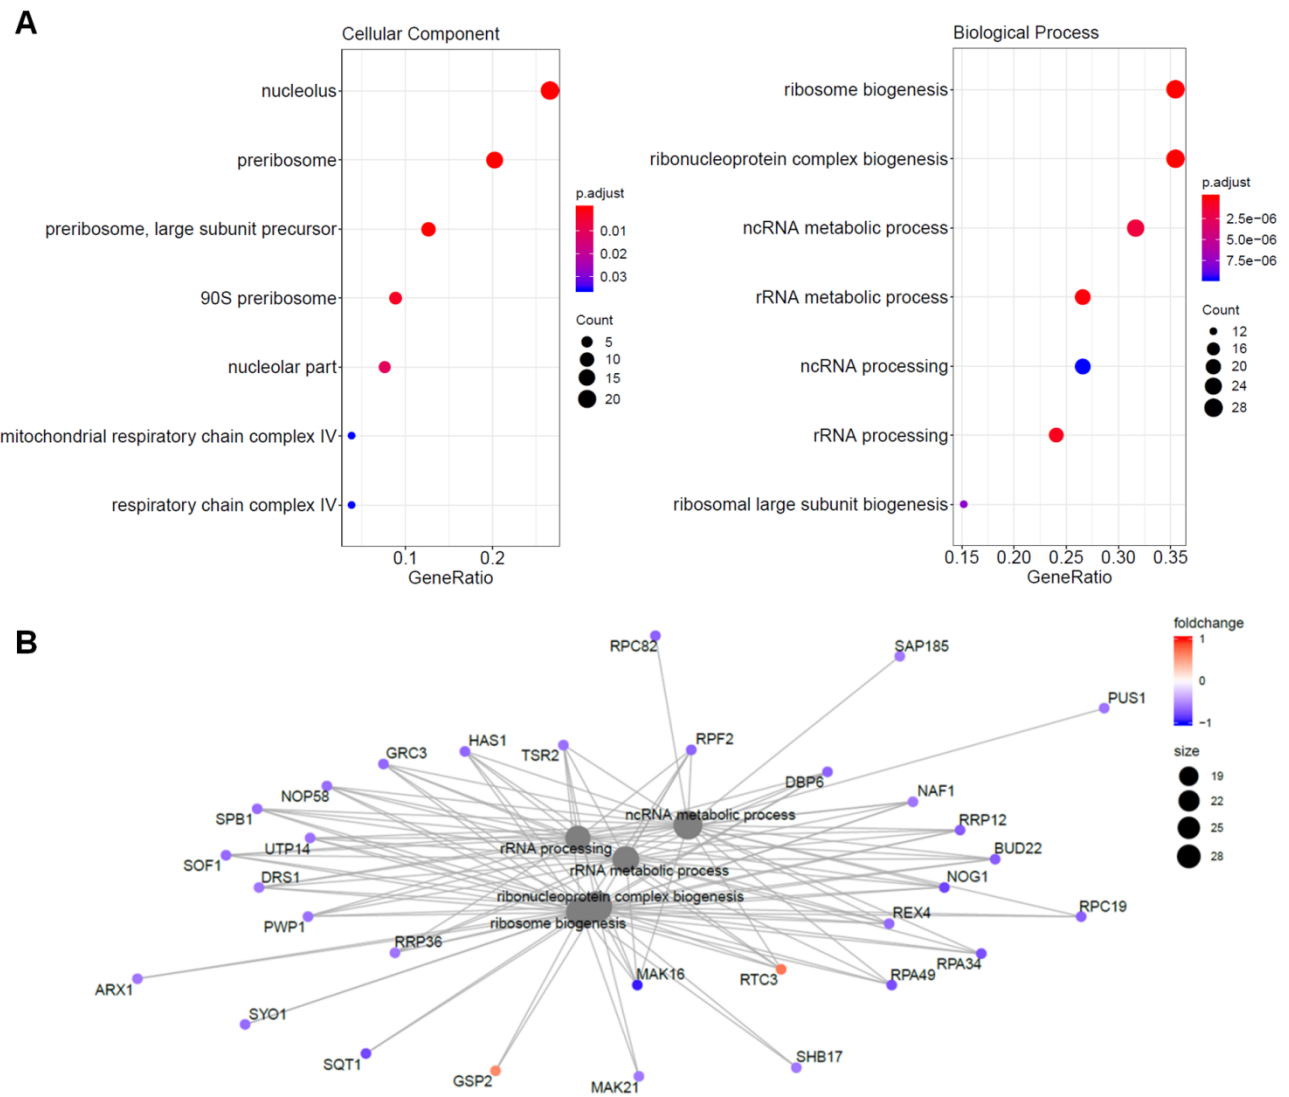 A
Cellular Component
nucleolus
preribosome
preribosome, large subunit precursor
90S preribosome
nucleolar part
mitochondrial respiratory chain complex IV
respiratory chain complex IV
0.1 0.2
GeneRatio
p.adjust
0.01
0.02
0.03
Count
5
10
15
20
Biological Process
ribosome biogenesis
ribonucleoprotein complex biogenesis
ncRNA metabolic process
rRNA metabolic process
ncRNA processing
rRNA processing
ribosomal large subunit biogenesis
0.15 0.20 0.25 0.30 0.35
GeneRatio
p.adjust
2.5e-06
5.0e-06
7.5e-06
Count
12
16
20
24
28
B
RPC82
SAP185
PUS1
GRC3
HAS1
TSR2
RPF2
DBP6
NOP58
NAF1
SPB1
ncRNA metabolic process
RRP12
UTP14
rRNA processing
BUD22
SOF1
rRNA metabolic process
DRS1
NOG1
ribonucleoprotein complex biogenesis
RPC19
PWP1
ribosome biogenesis
REX4
RRP36
RPA34
ARX1
MAK16
RTC3
RPA49
SYO1
SQT1
SHB17
GSP2
MAK21
foldchange
1
0
−1
size
19
22
25
28